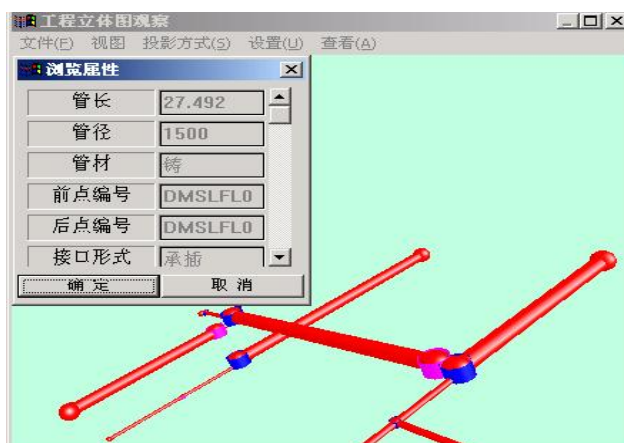 工程立体图观察
文件(F) 视图 投影方式(S) 设置(U) 查看(A)
浏览属性
管长 27.492
管径 1500
管材 铸
前点编号 DMSLFL0
后点编号 DMSLFL0
接口形式 承插
确定 取消